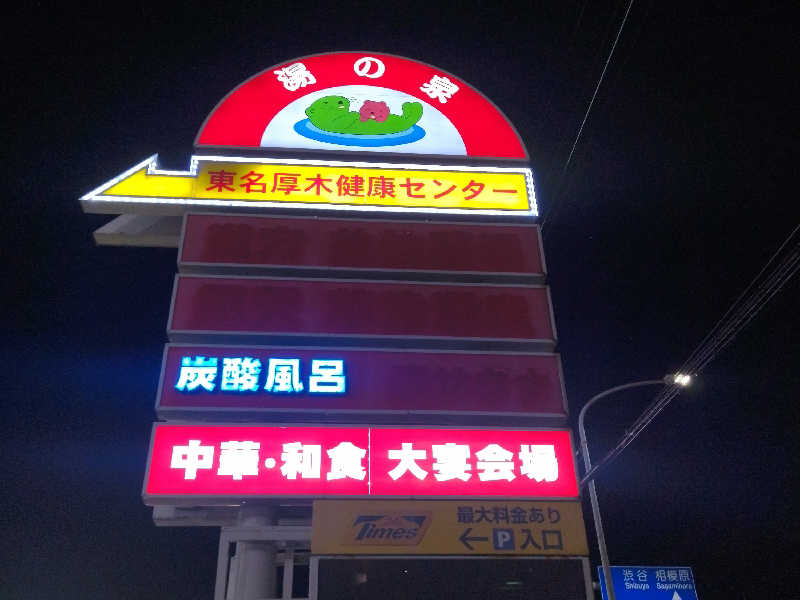 湯の泉
東名厚木健康センター
炭酸風呂
中華・和食 大宴会場
Times 最大料金あり
← P 入口
渋谷 相模原
Shibuya Sagamihara